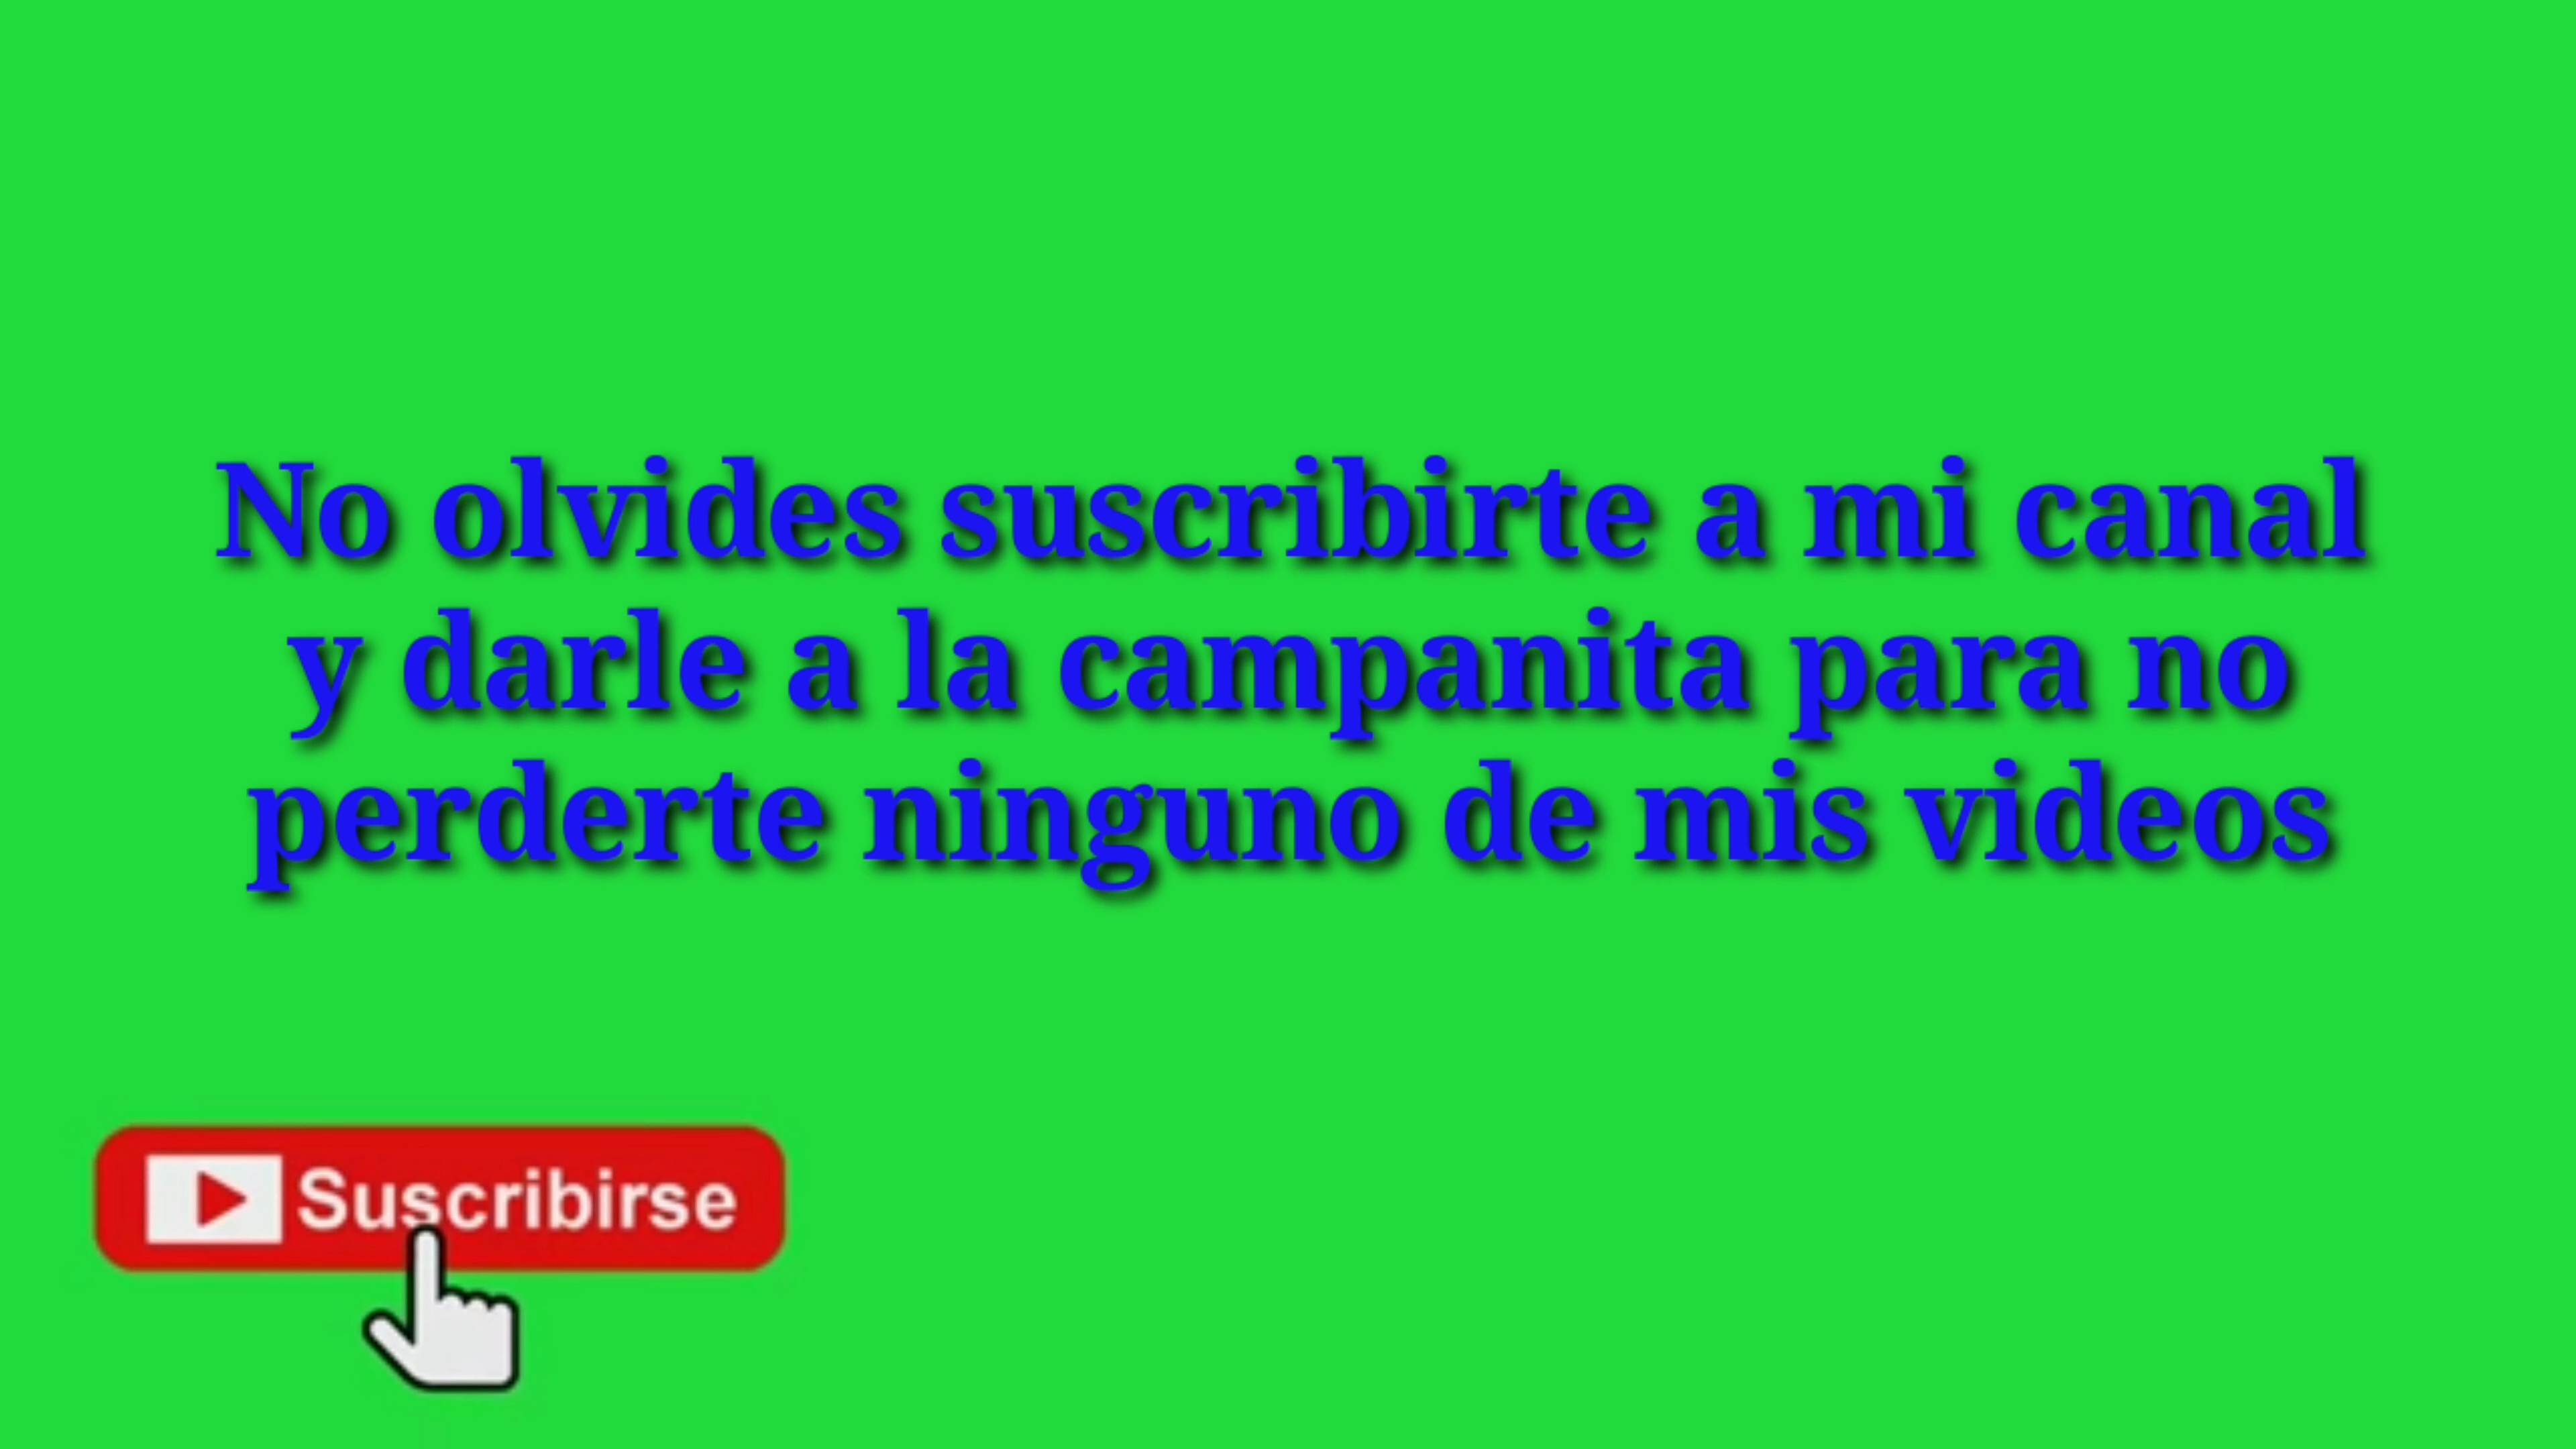 No olvides suscribirte a mi canal
y darle a la campanita para no
perderte ninguno de mis videos
Suscribirse